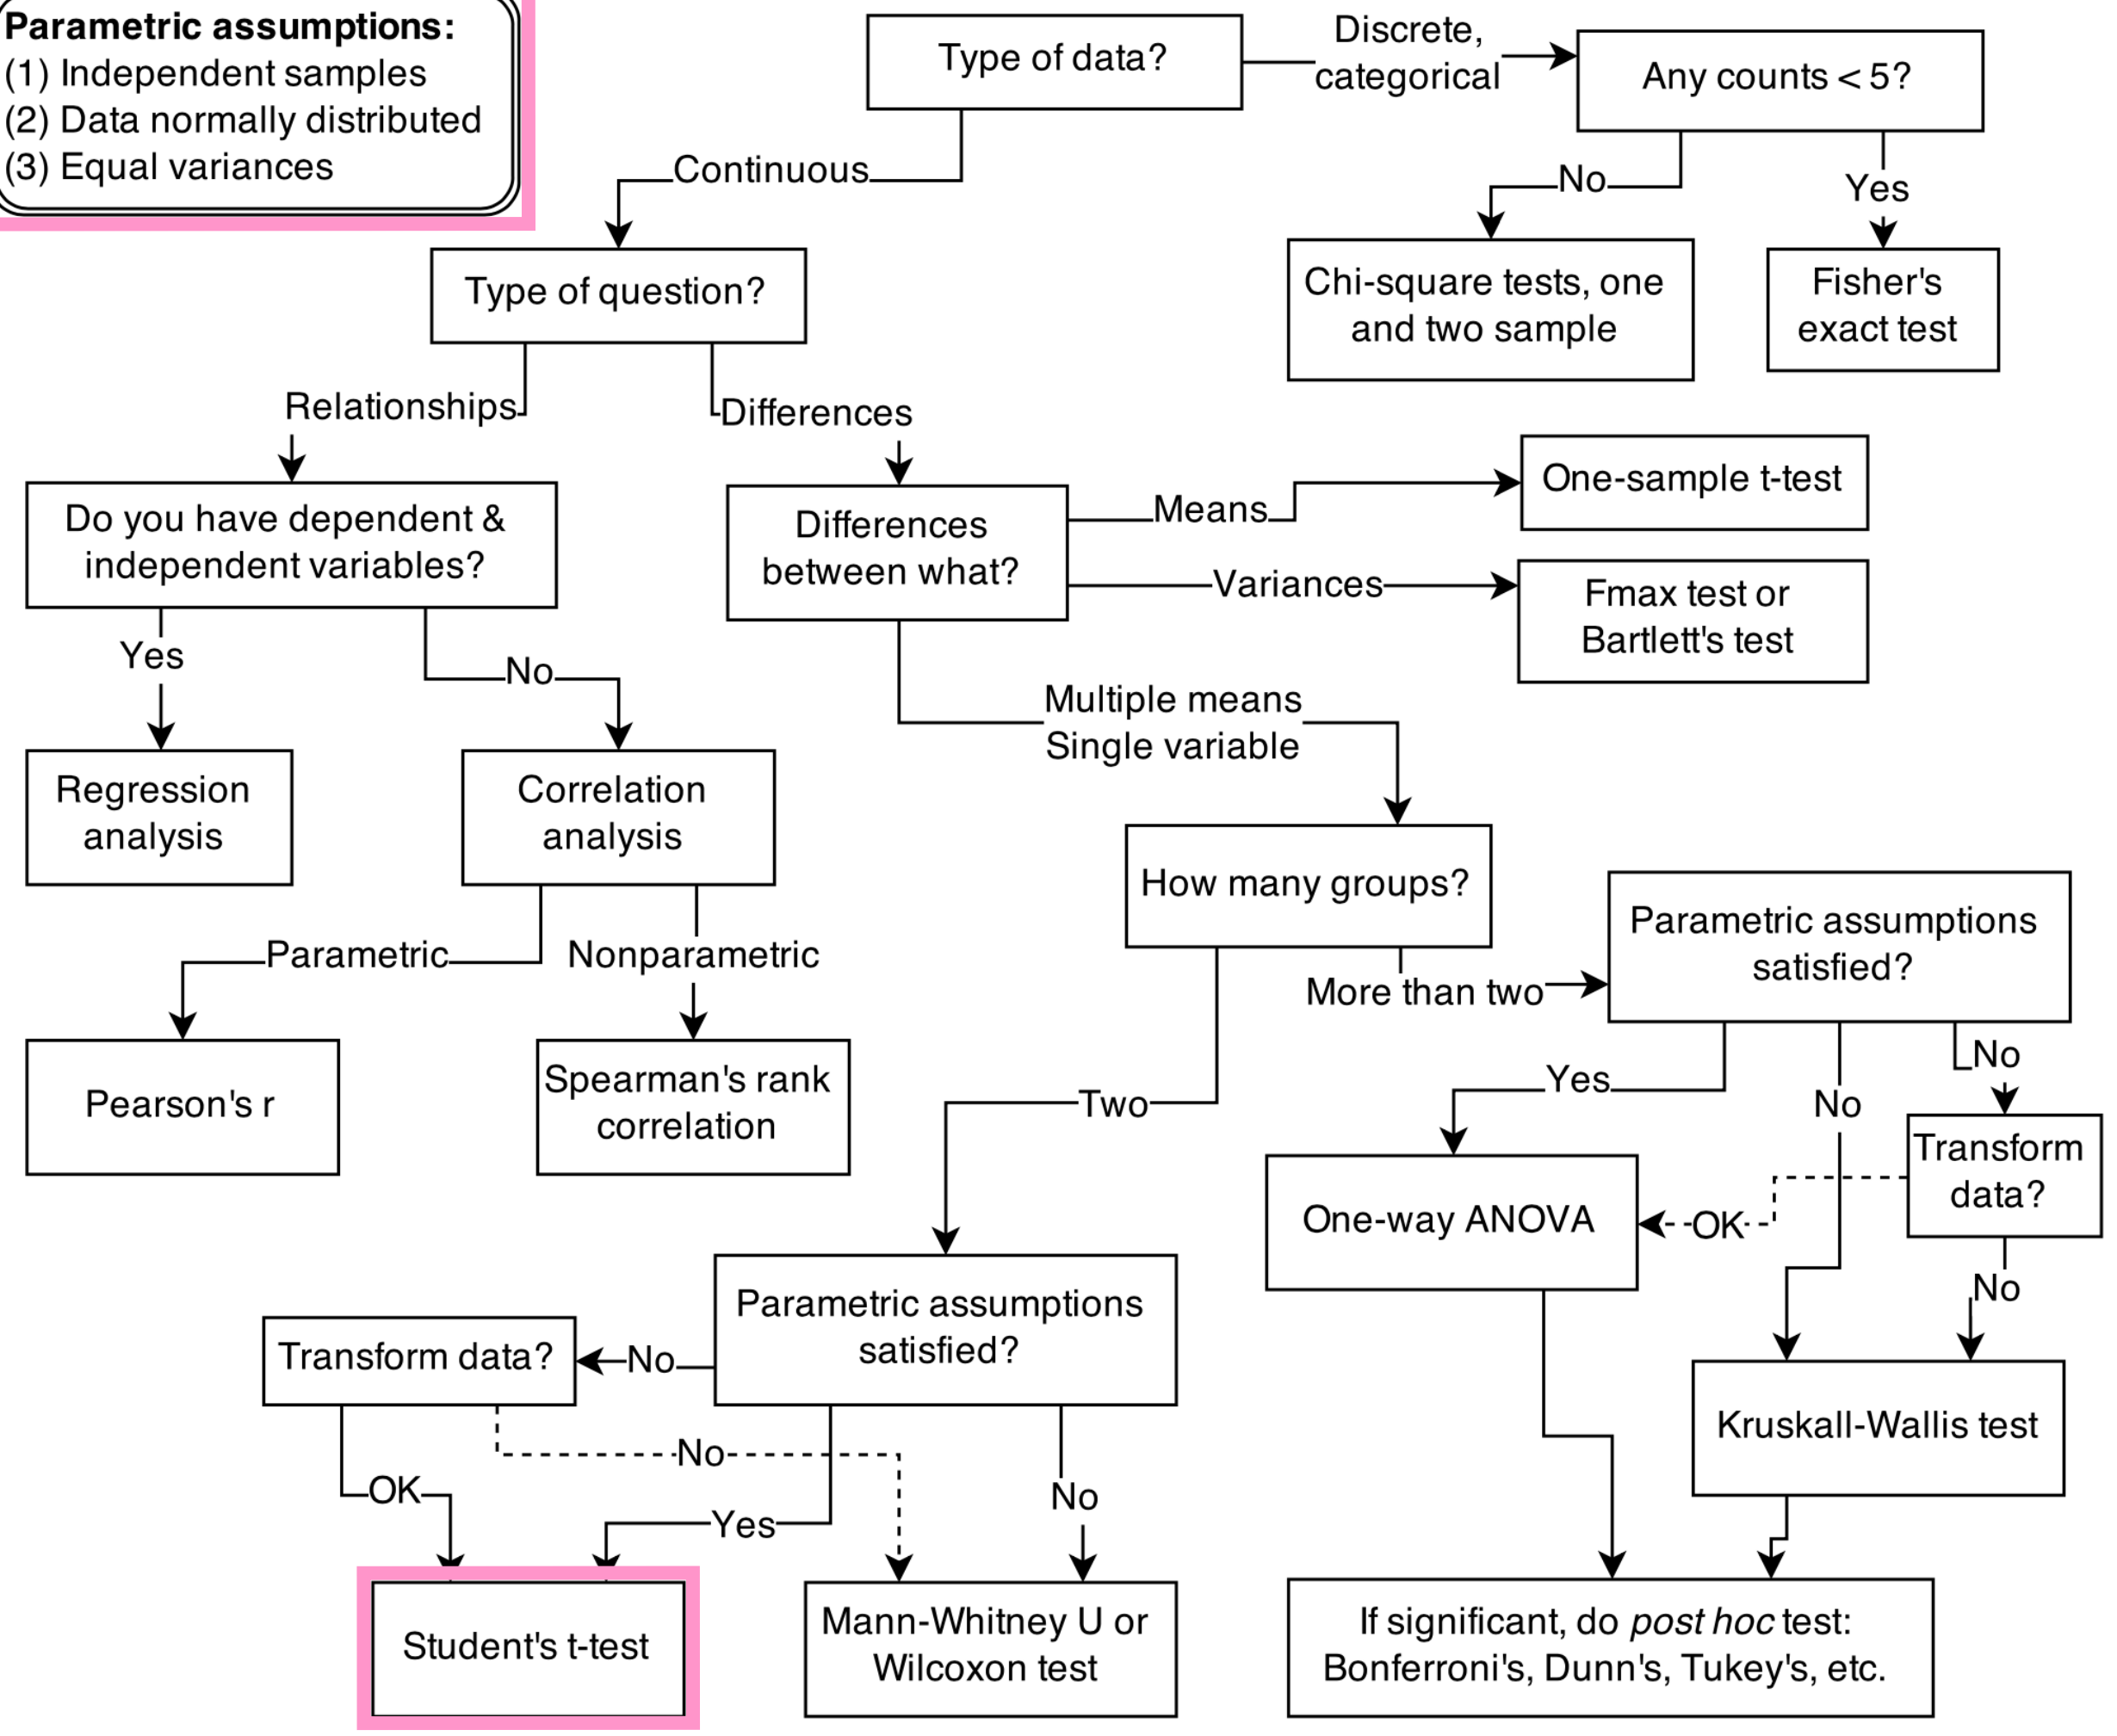 Parametric assumptions:
(1) Independent samples
(2) Data normally distributed
(3) Equal variances
Type of data?
Discrete,
categorical
Any counts < 5?
Continuous
No
Yes
Type of question?
Chi-square tests, one
and two sample
Fisher's
exact test
Relationships
Differences
Do you have dependent &
independent variables?
Differences
between what?
Means
One-sample t-test
Variances
Fmax test or
Bartlett's test
Yes
No
Multiple means
Single variable
Regression
analysis
Correlation
analysis
How many groups?
Parametric assumptions
satisfied?
Parametric
Nonparametric
More than two
Pearson's r
Spearman's rank
correlation
Two
Yes
No
No
Transform
data?
One-way ANOVA
OK
No
Parametric assumptions
satisfied?
Transform data?
No
Kruskall-Wallis test
No
OK
Yes
No
Student's t-test
Mann-Whitney U or
Wilcoxon test
If significant, do post hoc test:
Bonferroni's, Dunn's, Tukey's, etc.